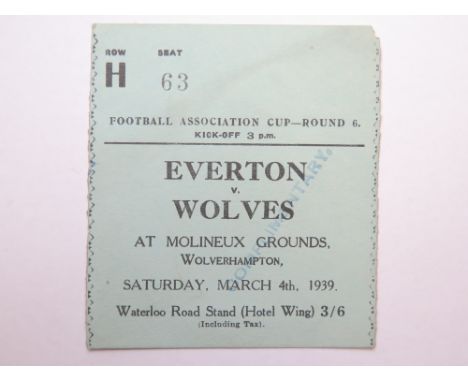 ROW SEAT
H 63
FOOTBALL ASSOCIATION CUP—ROUND 6.
KICK-OFF 3 p.m.
EVERTON
v.
WOLVES
AT MOLINEUX GROUNDS,
WOLVERHAMPTON,
SATURDAY, MARCH 4th, 1939.
Waterloo Road Stand (Hotel Wing) 3/6
(Including Tax).
COMPLIMENTARY.